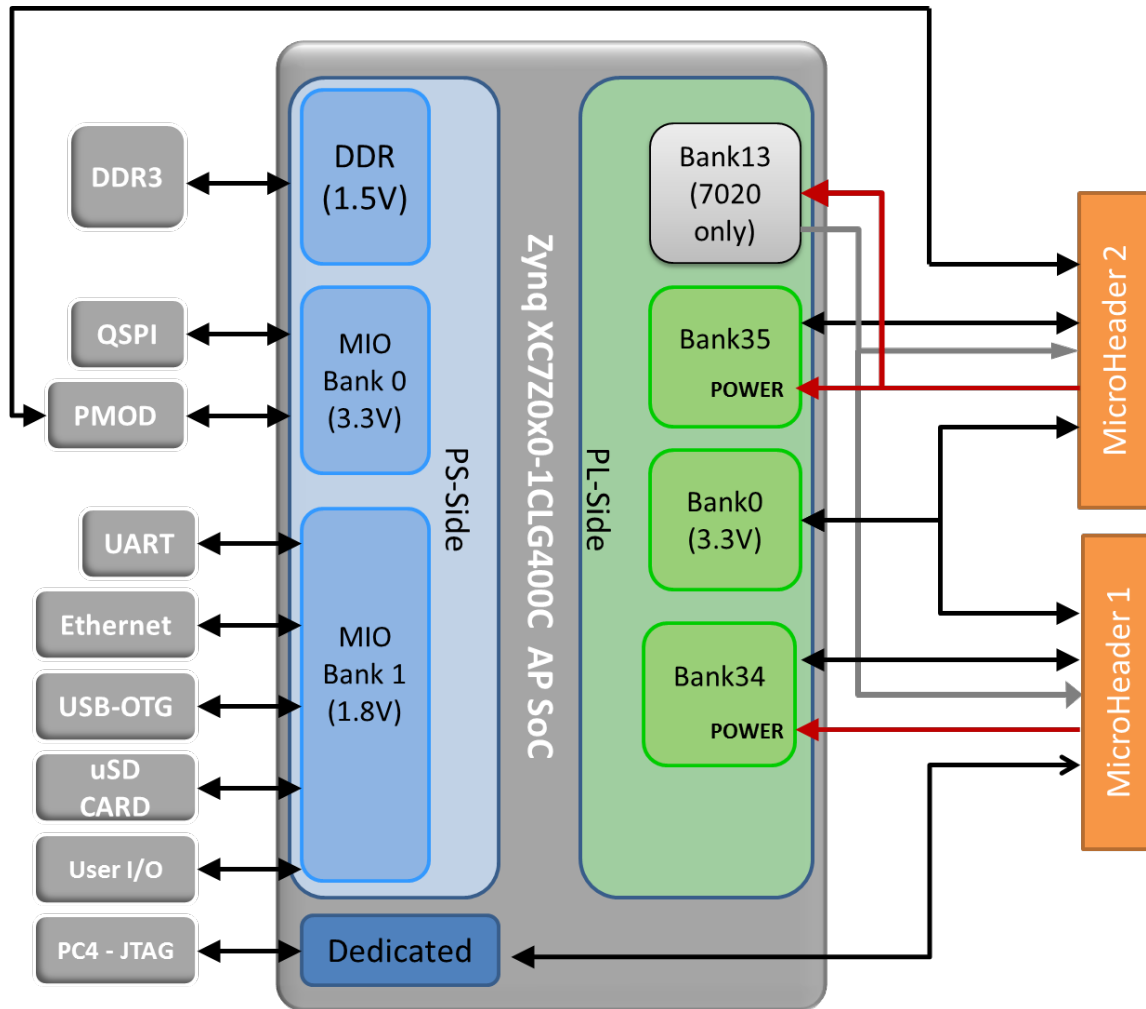 DDR3
QSPI
PMOD
UART
Ethernet
USB-OTG
uSD
CARD
User I/O
PC4 - JTAG
DDR
(1.5V)
MIO
Bank 0
(3.3V)
MIO
Bank 1
(1.8V)
Dedicated
PS-Side
Zynq XC7Z0x0-1CLG400C AP SoC
PL-Side
Bank13
(7020
only)
Bank35
POWER
Bank0
(3.3V)
Bank34
POWER
MicroHeader 2
MicroHeader 1